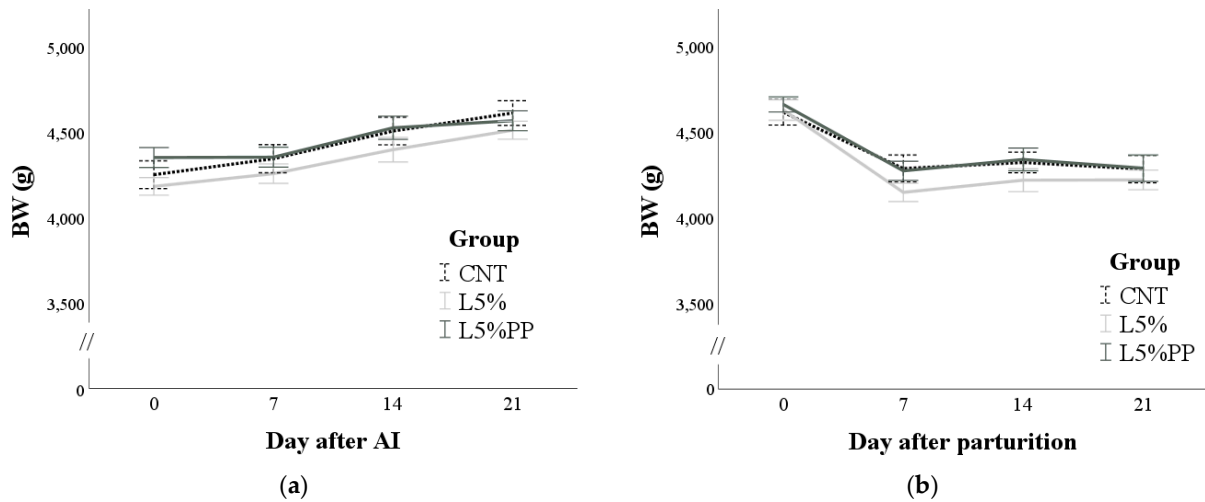 BW (g)
5,000
4,500
4,000
3,500
//
0
0 7 14 21
Day after AI
Group
CNT
L5%
L5%PP
(a)
BW (g)
5,000
4,500
4,000
3,500
//
0
0 7 14 21
Day after parturition
Group
CNT
L5%
L5%PP
(b)